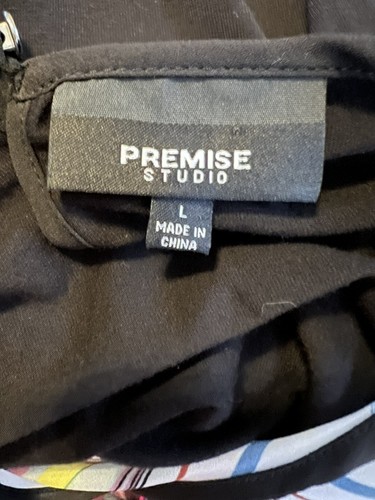 PREMISE
STUDIO
L
MADE IN
CHINA